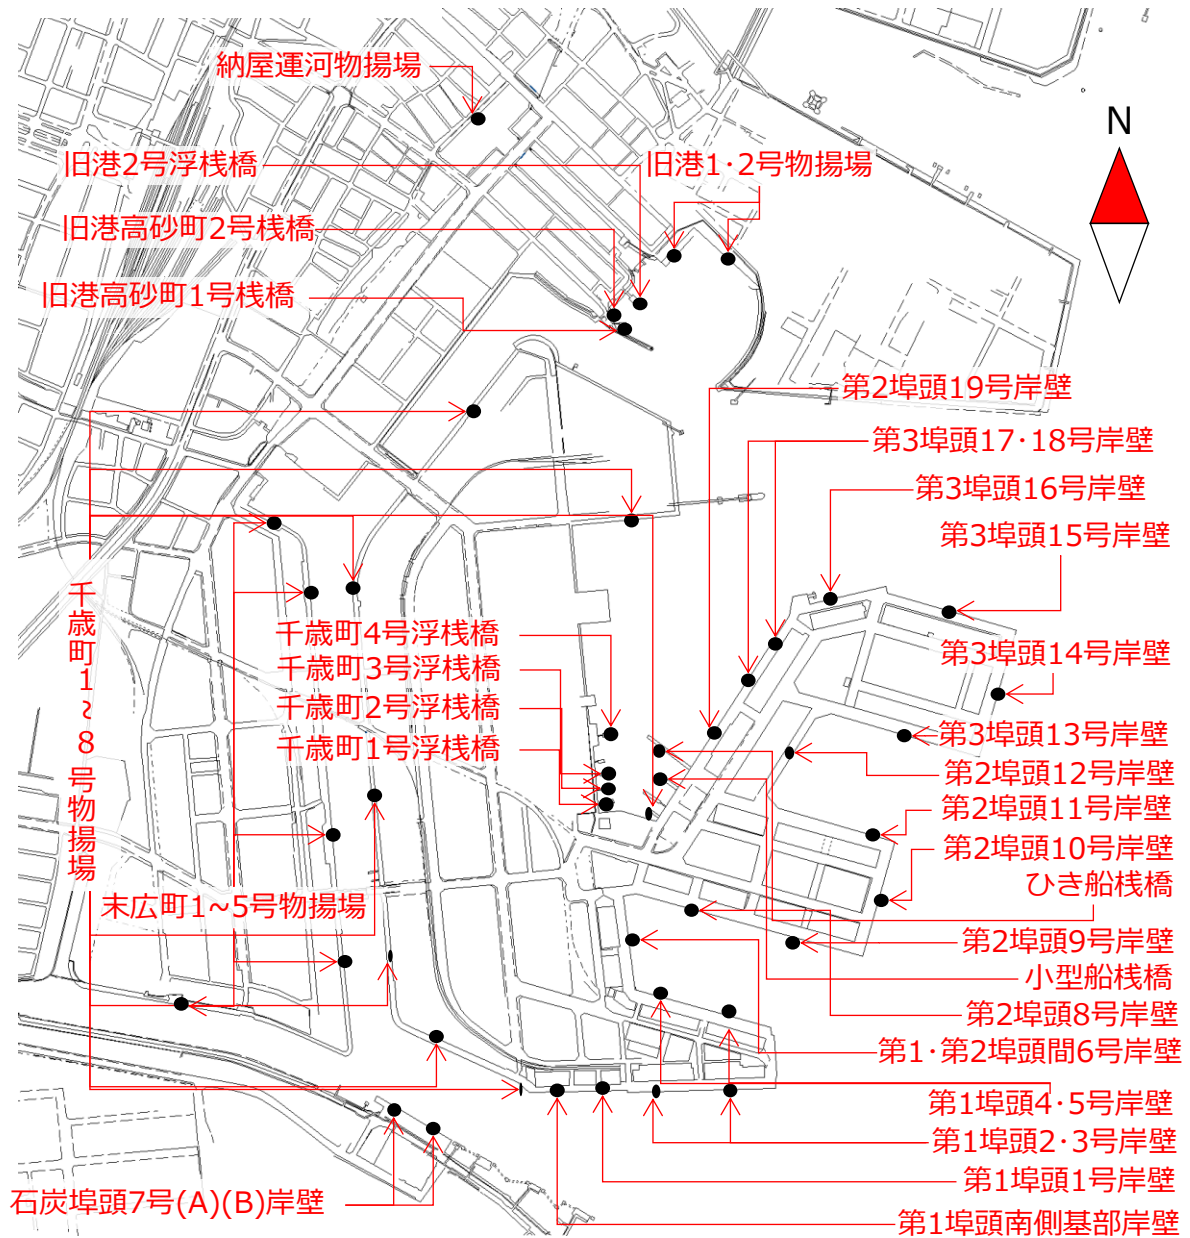 納屋運河物揚場
N
旧港2号浮桟橋
旧港1・2号物揚場
旧港高砂町2号桟橋
旧港高砂町1号桟橋
第2埠頭19号岸壁
第3埠頭17・18号岸壁
第3埠頭16号岸壁
第3埠頭15号岸壁
千歳町1~8号物揚場
千歳町4号浮桟橋
第3埠頭14号岸壁
千歳町3号浮桟橋
千歳町2号浮桟橋
第3埠頭13号岸壁
千歳町1号浮桟橋
第2埠頭12号岸壁
第2埠頭11号岸壁
第2埠頭10号岸壁
ひき船桟橋
末広町1~5号物揚場
第2埠頭9号岸壁
小型船桟橋
第2埠頭8号岸壁
第1・第2埠頭間6号岸壁
第1埠頭4・5号岸壁
第1埠頭2・3号岸壁
第1埠頭1号岸壁
石炭埠頭7号(A)(B)岸壁
第1埠頭南側基部岸壁